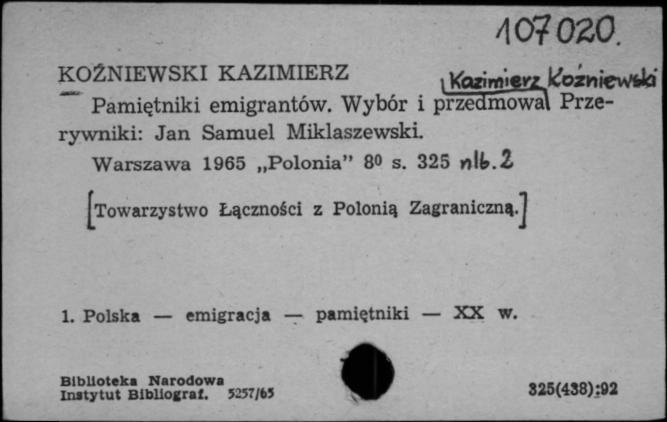 107020.
KOŹNIEWSKI KAZIMIERZ
Kazimierz Koźniewski
Pamiętniki emigrantów. Wybór i przedmowa Prze-
rywniki: Jan Samuel Miklaszewski.
Warszawa 1965 „Polonia” 8⁰ s. 325 nlb. 2
[Towarzystwo Łączności z Polonią Zagraniczną.]
1. Polska — emigracja — pamiętniki — XX w.
Biblioteka Narodowa
Instytut Bibliograf. 5257/65
325(438):92